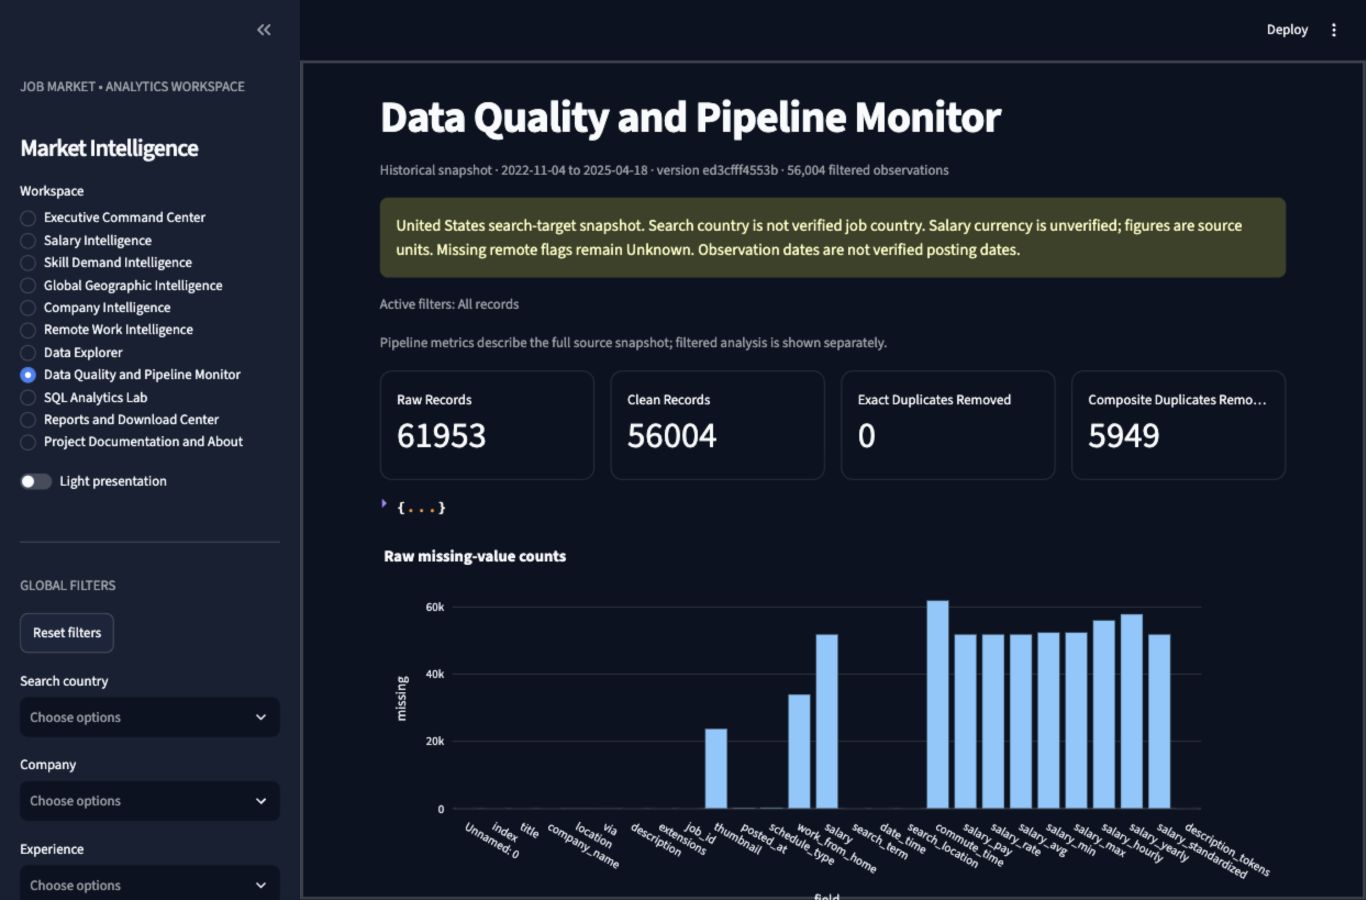 Deploy
JOB MARKET • ANALYTICS WORKSPACE
Market Intelligence
Workspace
Executive Command Center
Salary Intelligence
Skill Demand Intelligence
Global Geographic Intelligence
Company Intelligence
Remote Work Intelligence
Data Explorer
Data Quality and Pipeline Monitor
SQL Analytics Lab
Reports and Download Center
Project Documentation and About
Light presentation
GLOBAL FILTERS
Reset filters
Search country
Choose options
Company
Choose options
Experience
Choose options
Data Quality and Pipeline Monitor
Historical snapshot · 2022-11-04 to 2025-04-18 · version ed3cfff4553b · 56,004 filtered observations
United States search-target snapshot. Search country is not verified job country. Salary currency is unverified; figures are source
units. Missing remote flags remain Unknown. Observation dates are not verified posting dates.
Active filters: All records
Pipeline metrics describe the full source snapshot; filtered analysis is shown separately.
Raw Records
61953
Clean Records
56004
Exact Duplicates Removed
0
Composite Duplicates Remo...
5949
{...}
Raw missing-value counts
missing
60k
40k
20k
0
Unnamed: 0
index
title
company_name
location
via
description
extensions
job_id
thumbnail
posted_at
schedule_type
work_from_home
salary
search_term
date_time
search_location
commute_time
salary_pay
salary_rate
salary_avg
salary_min
salary_max
salary_hourly
salary_yearly
salary_standardized
description_tokens
field